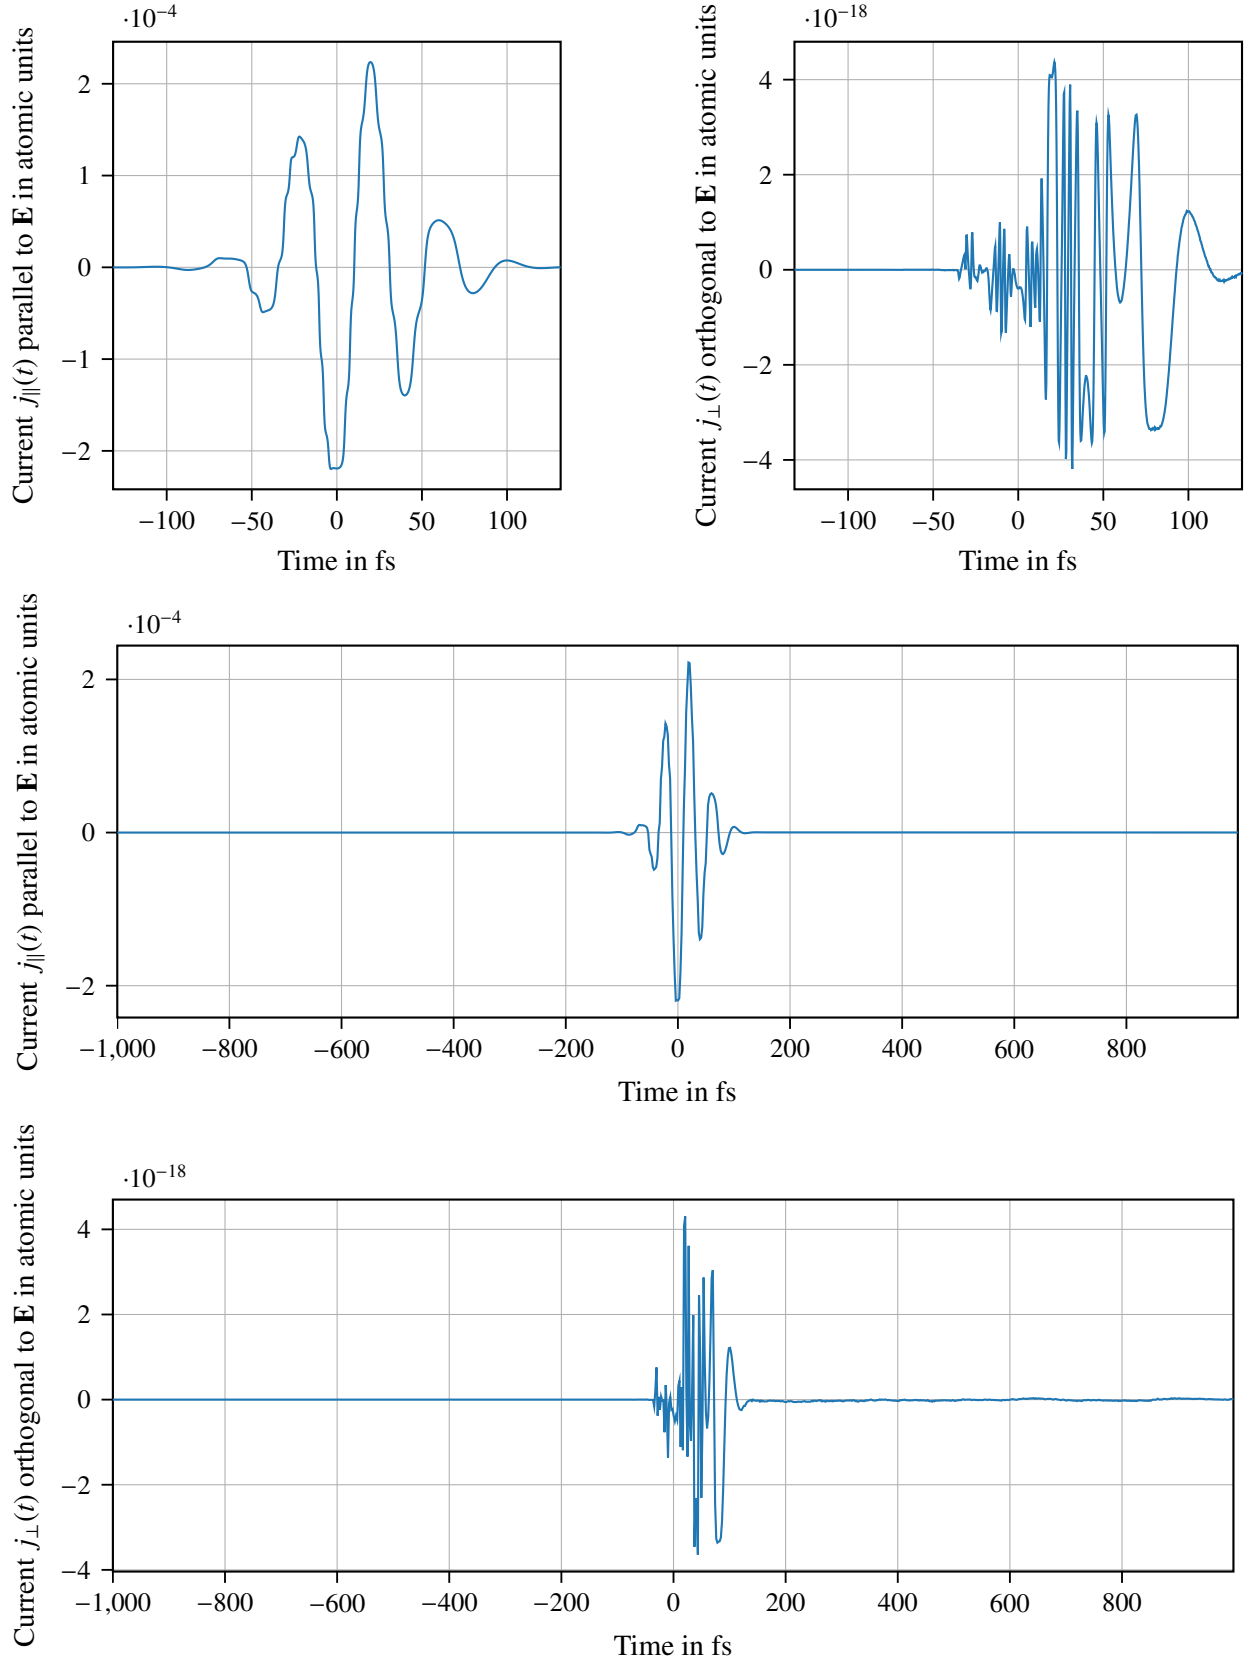 ·10⁻⁴
Current j∥(t) parallel to E in atomic units
2
1
0
−1
−2
−100 −50 0 50 100
Time in fs
·10⁻¹⁸
Current j⊥(t) orthogonal to E in atomic units
4
2
0
−2
−4
−100 −50 0 50 100
Time in fs
·10⁻⁴
Current j∥(t) parallel to E in atomic units
2
0
−2
−1,000 −800 −600 −400 −200 0 200 400 600 800
Time in fs
·10⁻¹⁸
Current j⊥(t) orthogonal to E in atomic units
4
2
0
−2
−4
−1,000 −800 −600 −400 −200 0 200 400 600 800
Time in fs